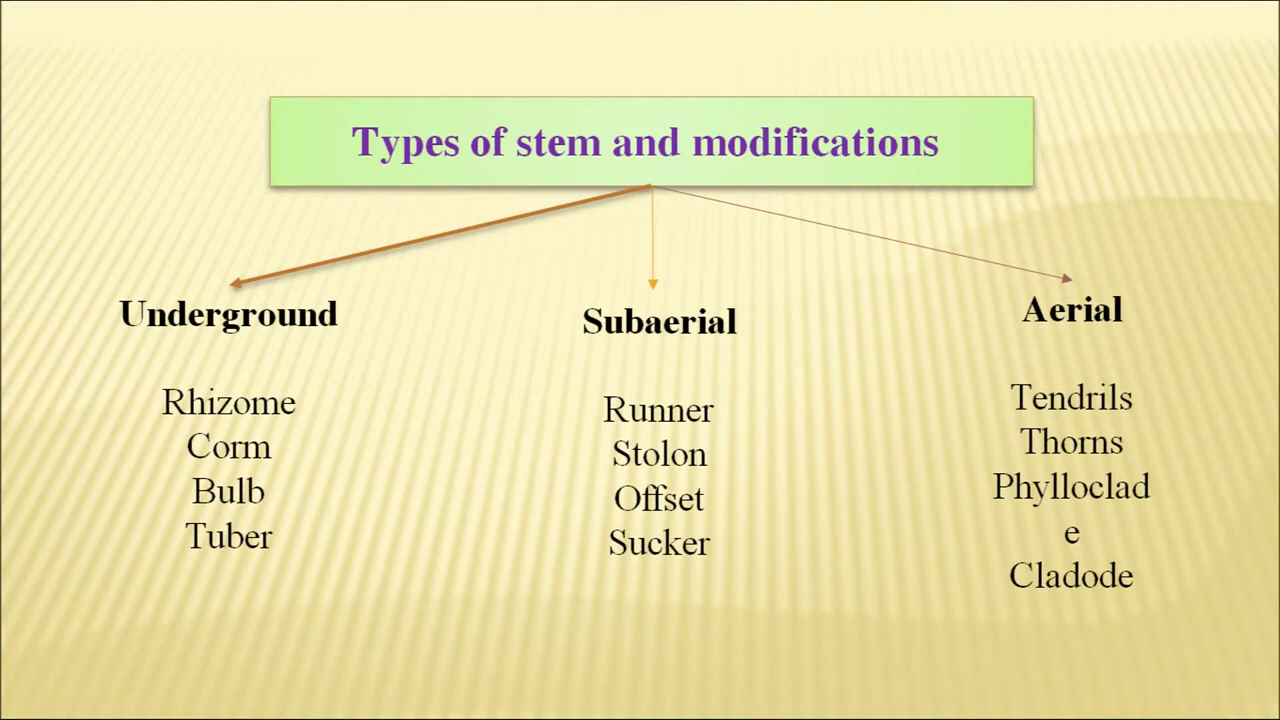 Types of stem and modifications
Underground
Rhizome
Corm
Bulb
Tuber
Subaerial
Runner
Stolon
Offset
Sucker
Aerial
Tendrils
Thorns
Phylloclad
e
Cladode